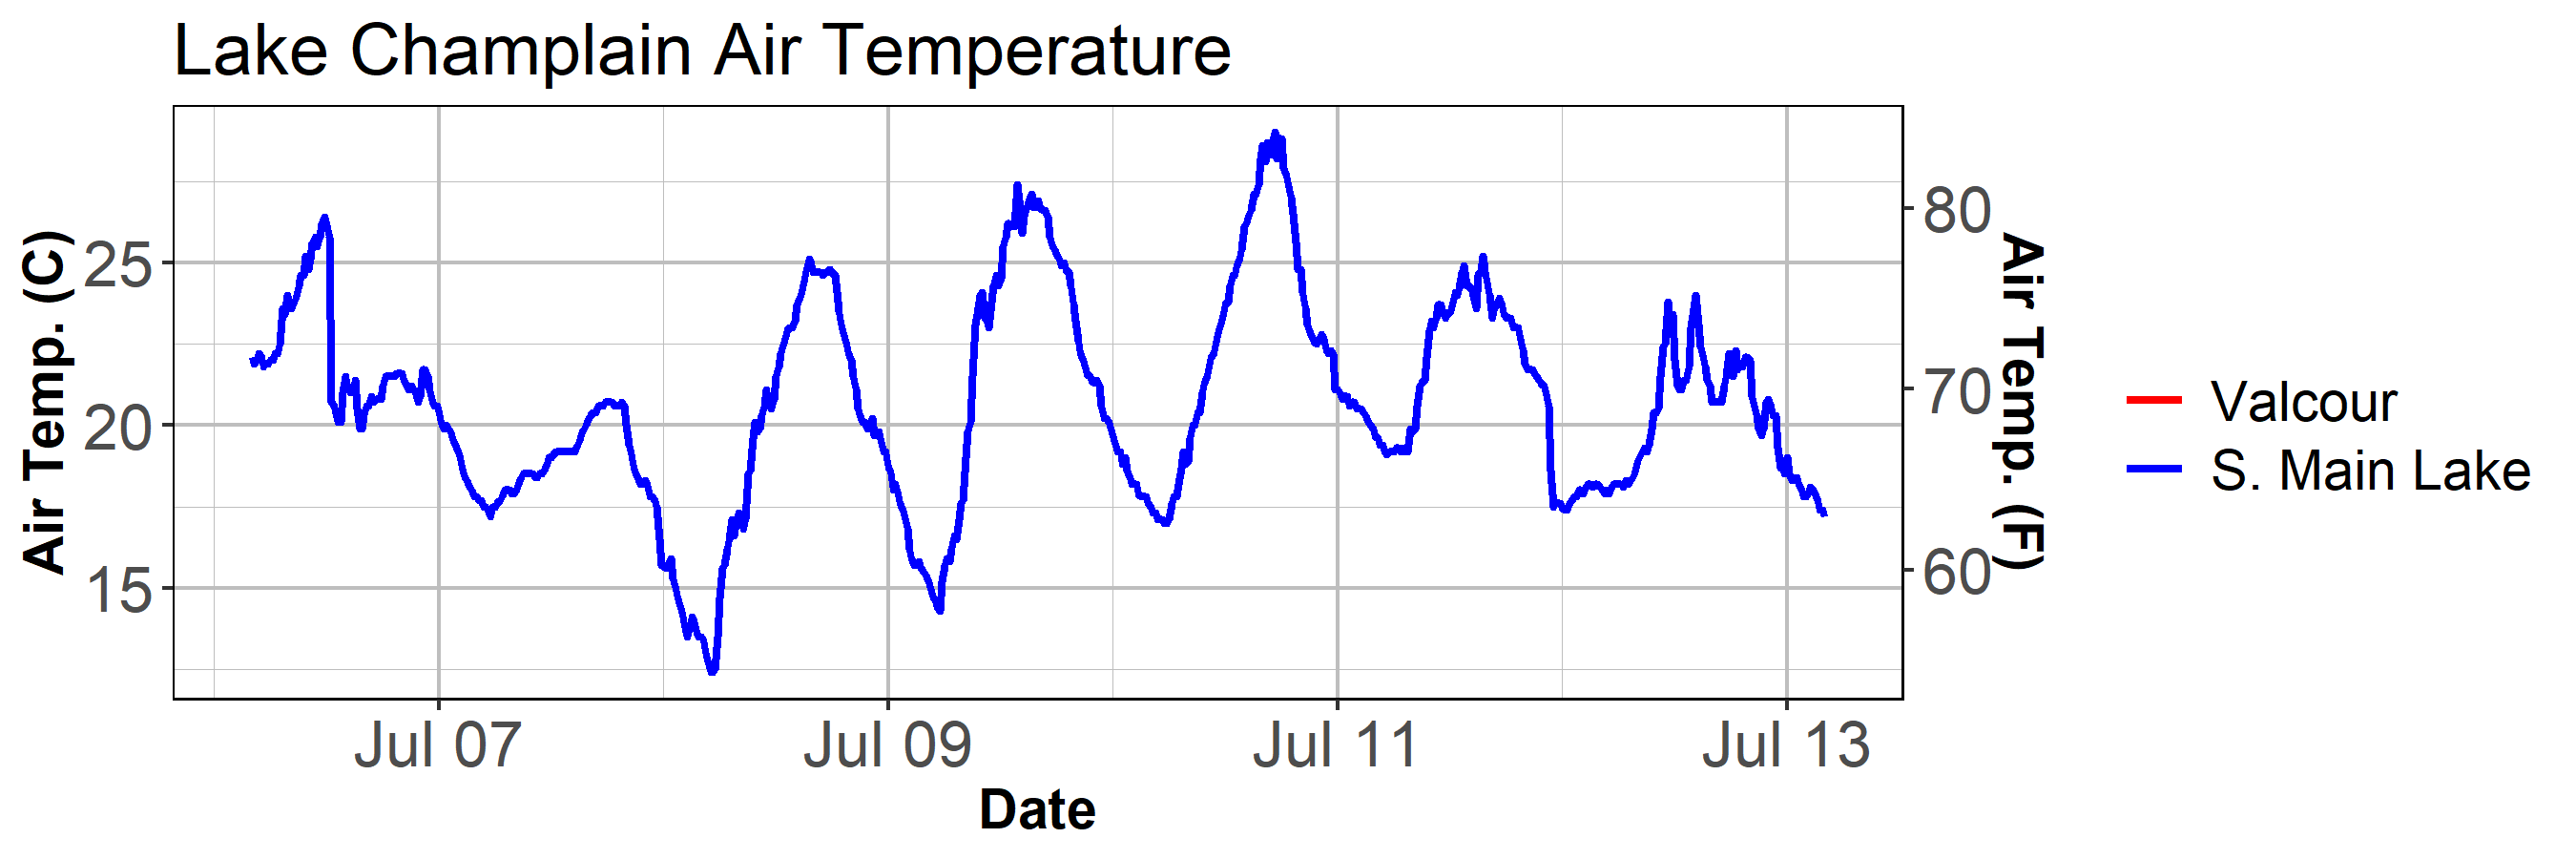 Lake Champlain Air Temperature
Air Temp. (C)
25
20
15
80
70
60
Air Temp. (F)
Jul 07
Jul 09
Jul 11
Jul 13
Date
Valcour
S. Main Lake